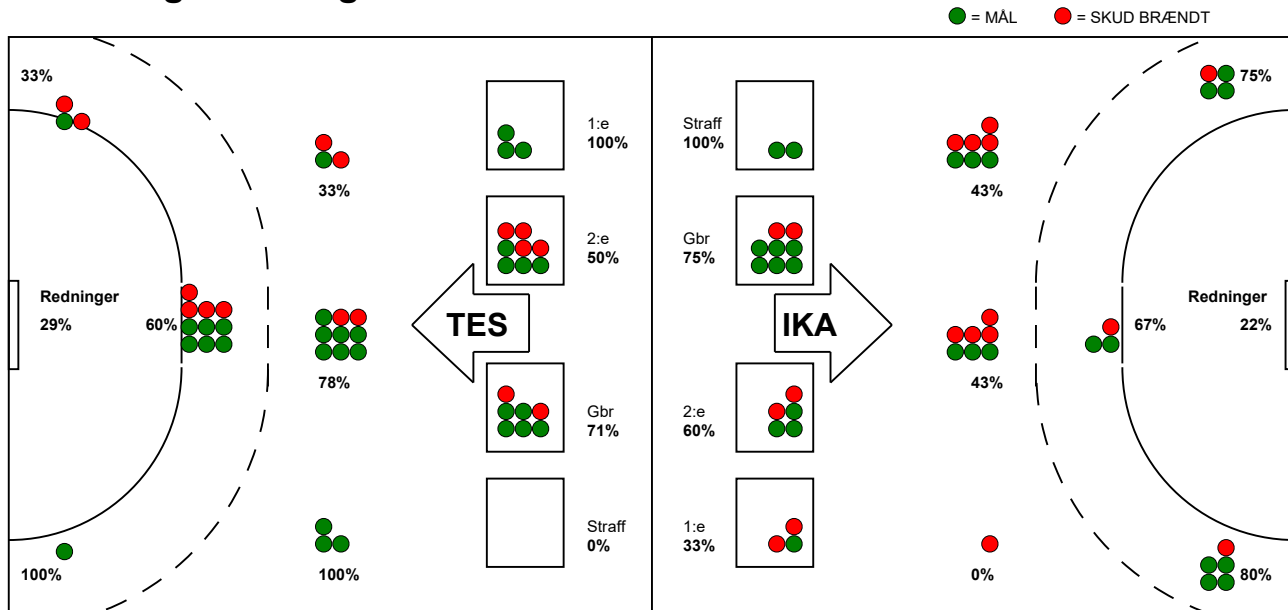 = MÅL = SKUD BRÆNDT
33%
33%
Redninger
29%
60%
78%
100%
100%
1:e
100%
2:e
50%
TES
Gbr
71%
Straff
0%
Straff
100%
Gbr
75%
IKA
2:e
60%
1:e
33%
75%
43%
Redninger
22%
67%
43%
0%
80%